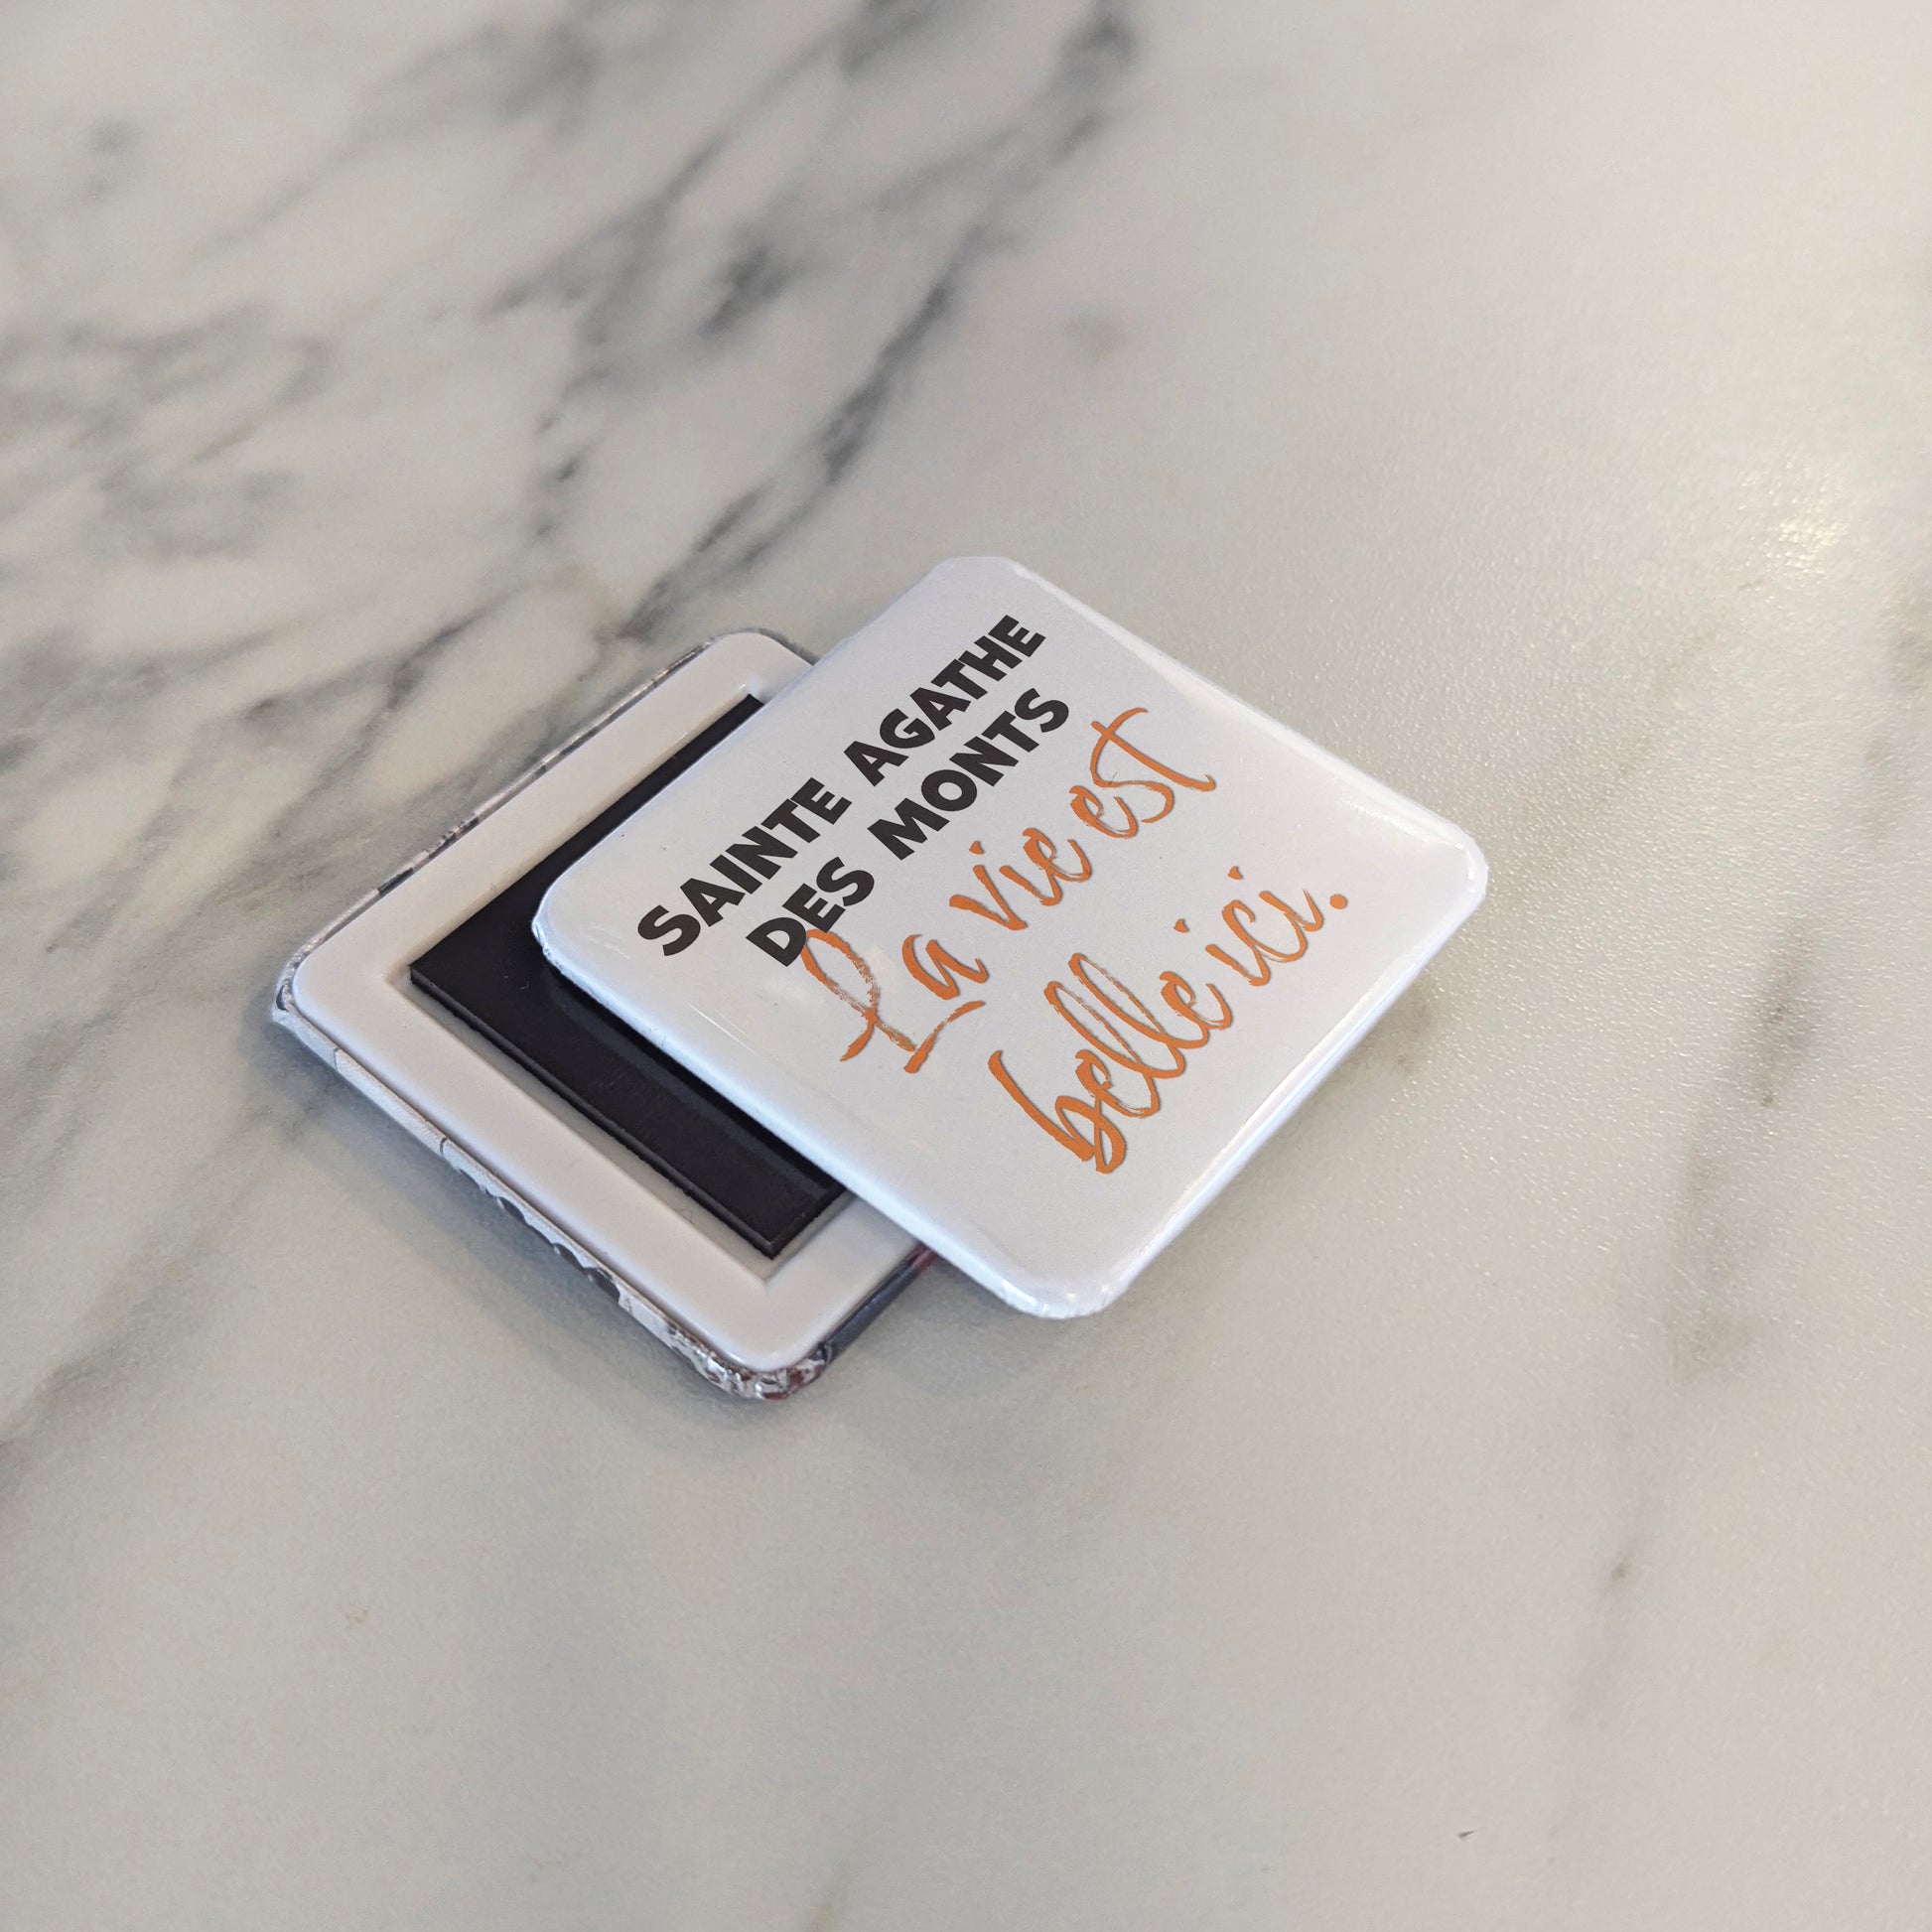 SAINTE AGATHE
DES MONTS
La vie est
belle ici.